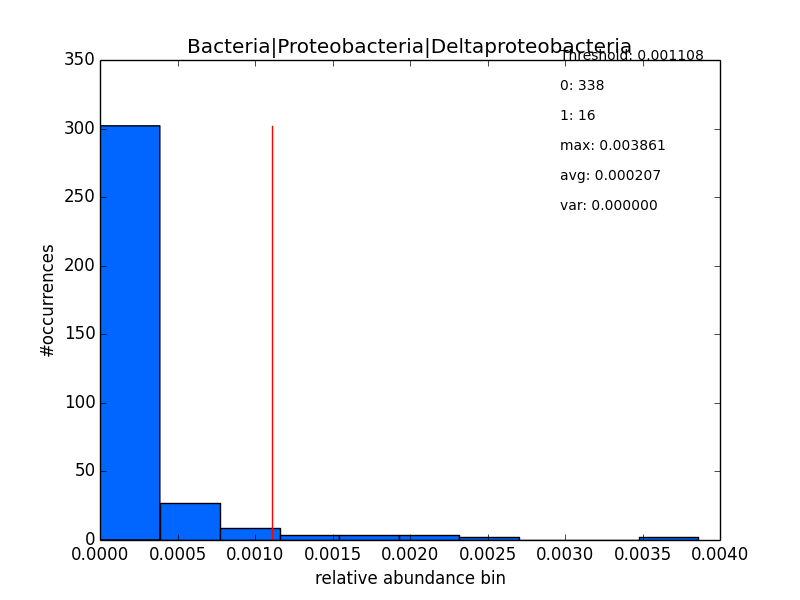 Bacteria|Proteobacteria|Deltaproteobacteria
Threshold: 0.001108
0: 338
1: 16
max: 0.003861
avg: 0.000207
var: 0.000000
350
300
250
200
150
100
50
0
#occurrences
0.0000 0.0005 0.0010 0.0015 0.0020 0.0025 0.0030 0.0035 0.0040
relative abundance bin